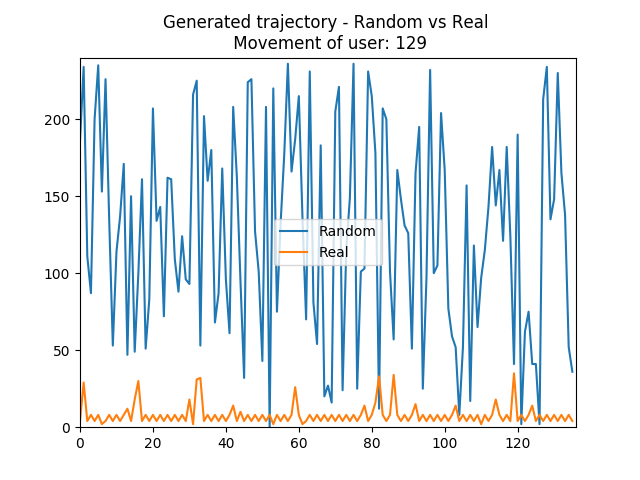 Generated trajectory - Random vs Real
Movement of user: 129
200
150
100
50
0
Random
Real
0 20 40 60 80 100 120